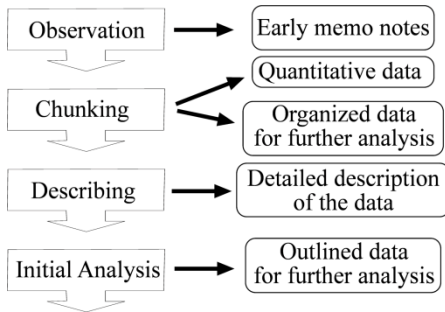 Observation
Early memo notes
Quantitative data
Chunking
Organized data
for further analysis
Describing
Detailed description
of the data
Initial Analysis
Outlined data
for further analysis